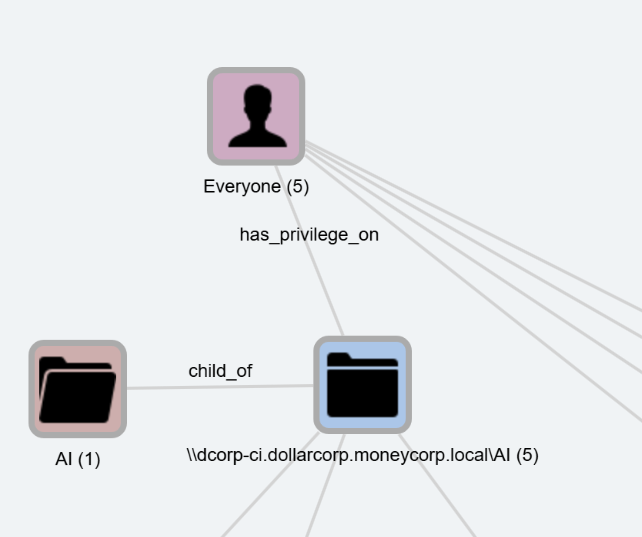 Everyone (5)
has_privilege_on
child_of
AI (1)
\\dcorp-ci.dollarcorp.moneycorp.local\AI (5)